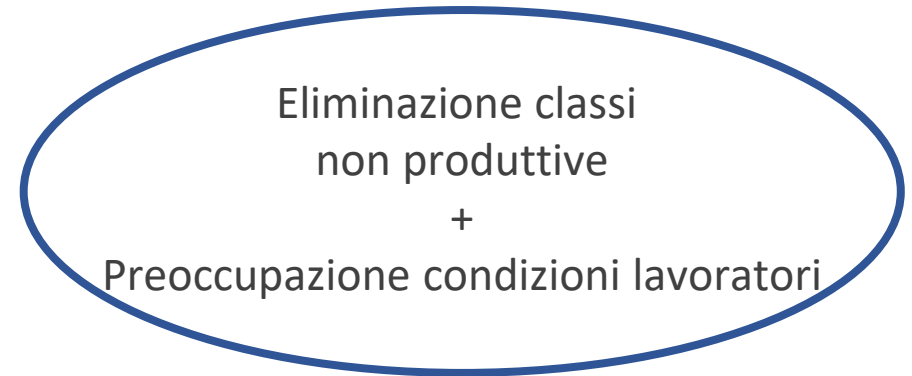 Eliminazione classi
non produttive
+
Preoccupazione condizioni lavoratori